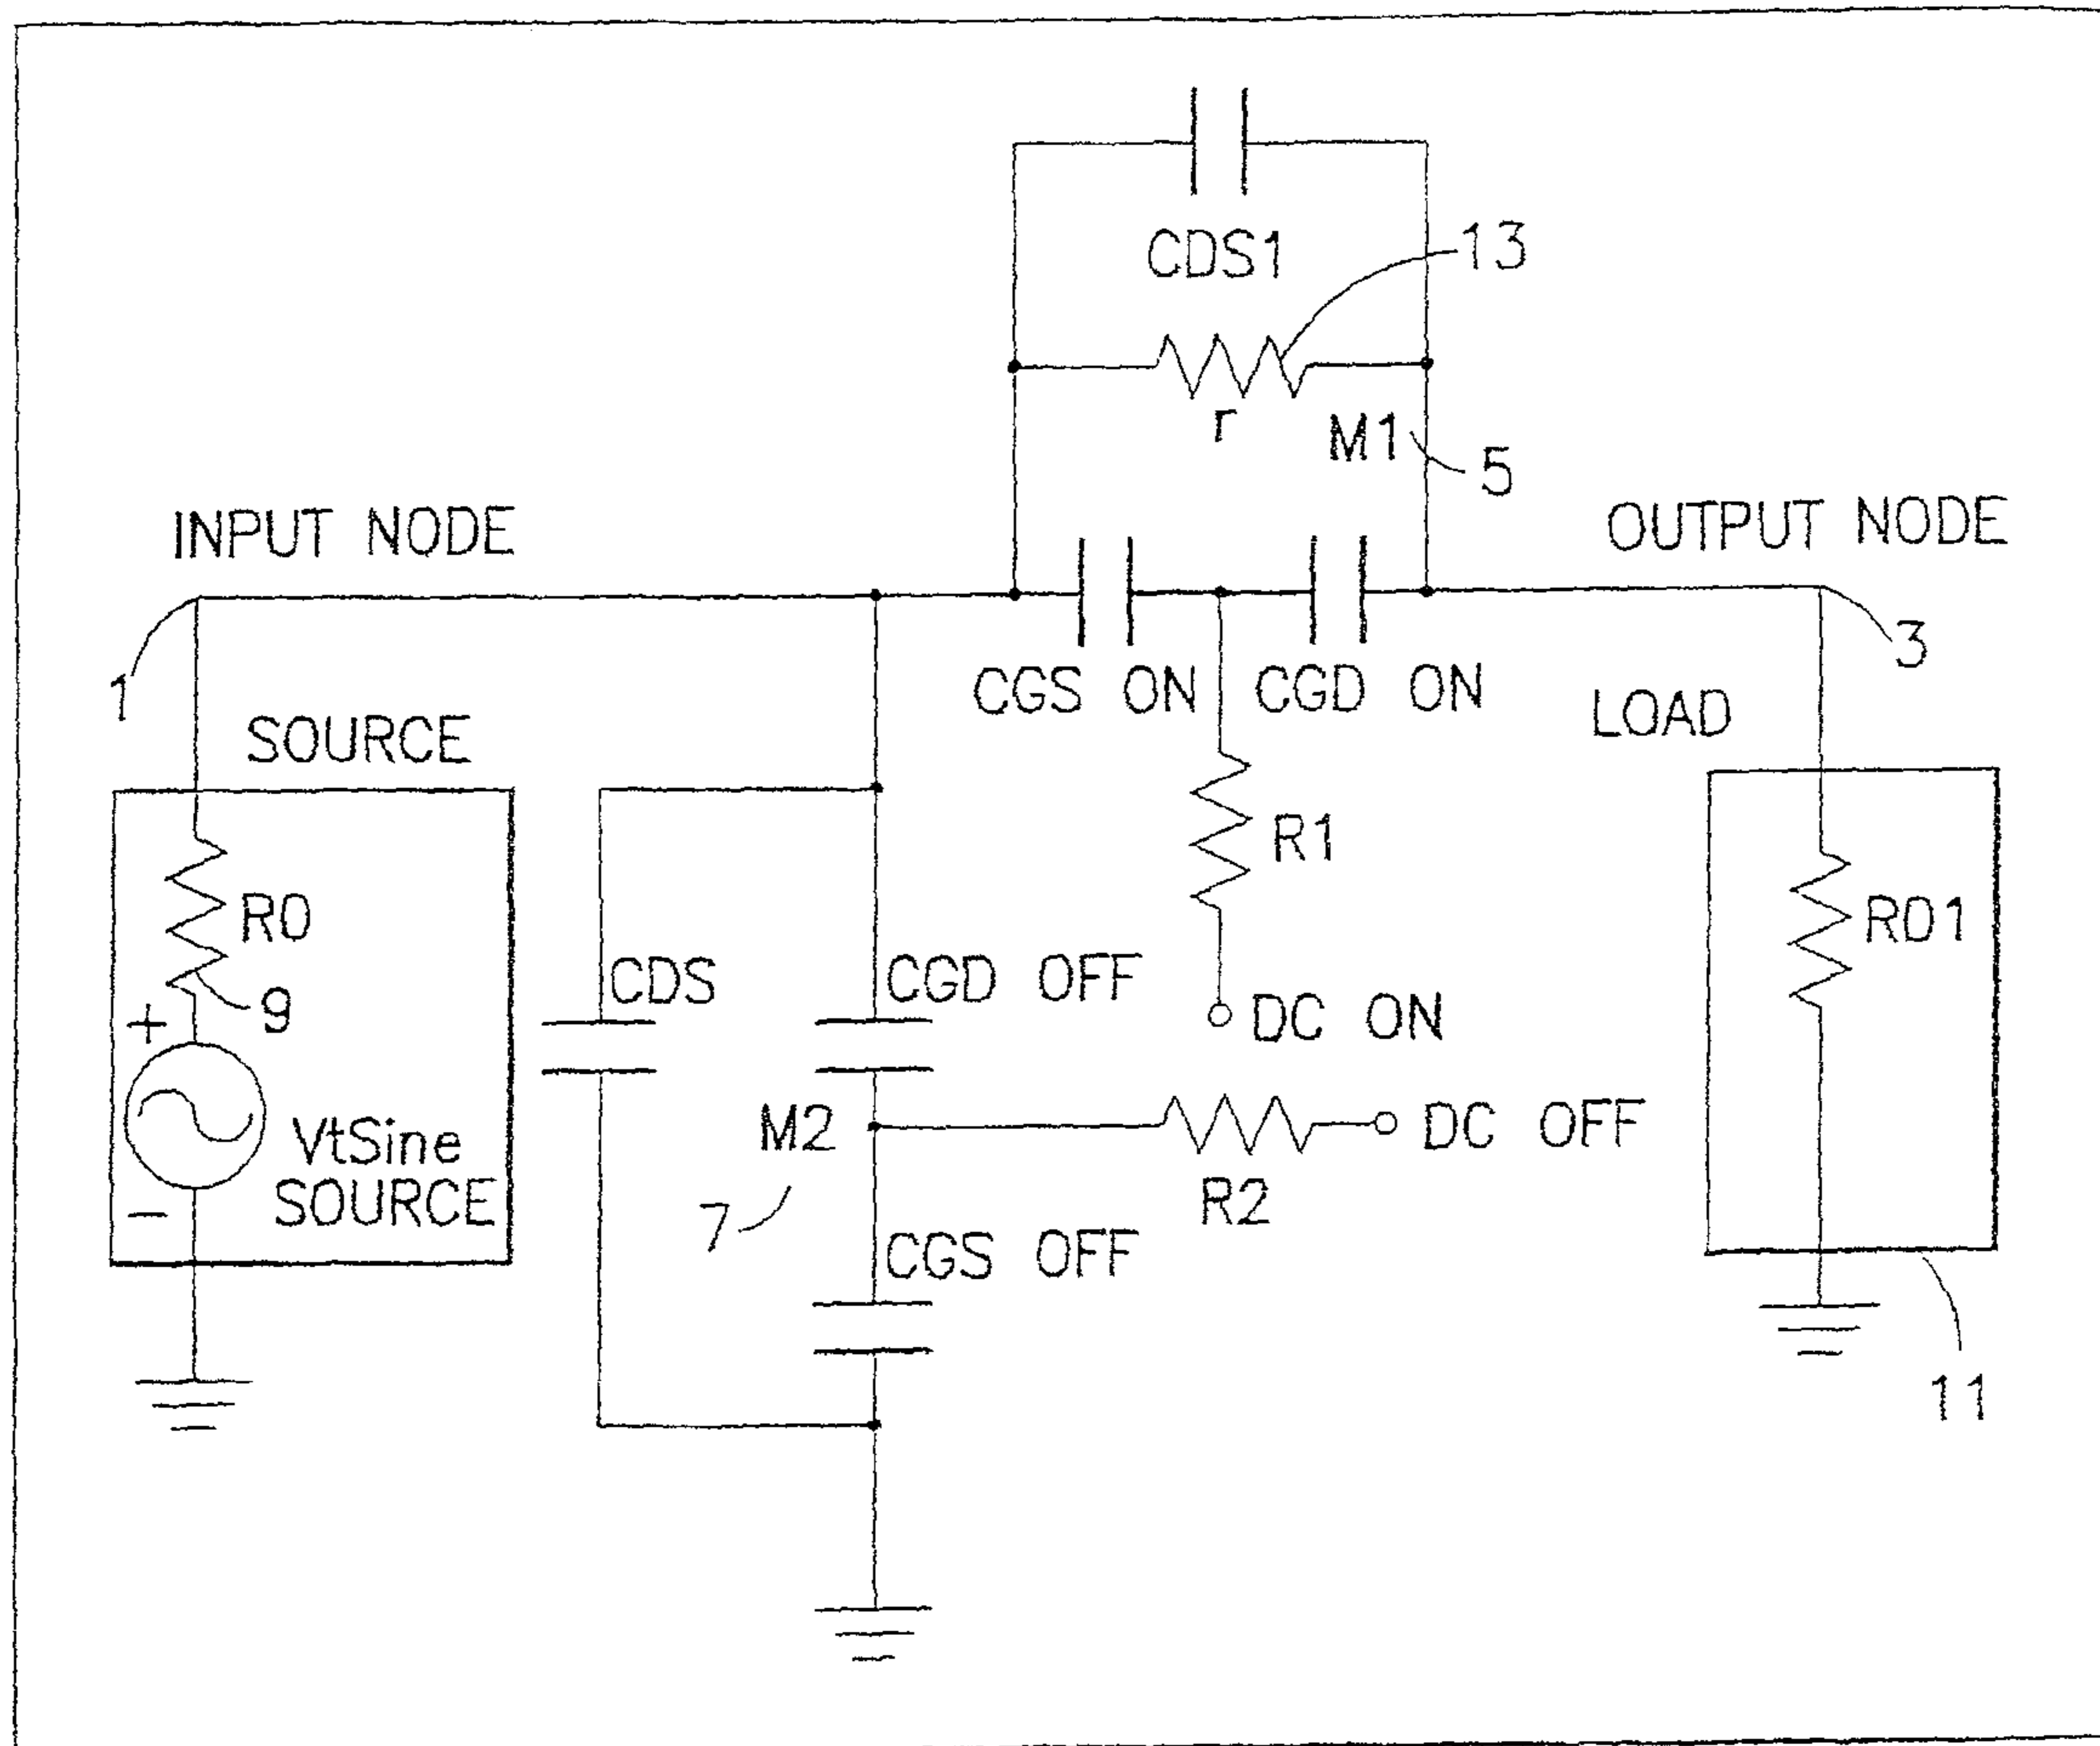 CDS1
13
r
M1
5
INPUT NODE
OUTPUT NODE
1
3
CGS ON
CGD ON
SOURCE
LOAD
R0
9
+
VtSine
SOURCE
−
CDS
CGD OFF
R1
DC ON
M2
7
DC OFF
R2
CGS OFF
R01
11